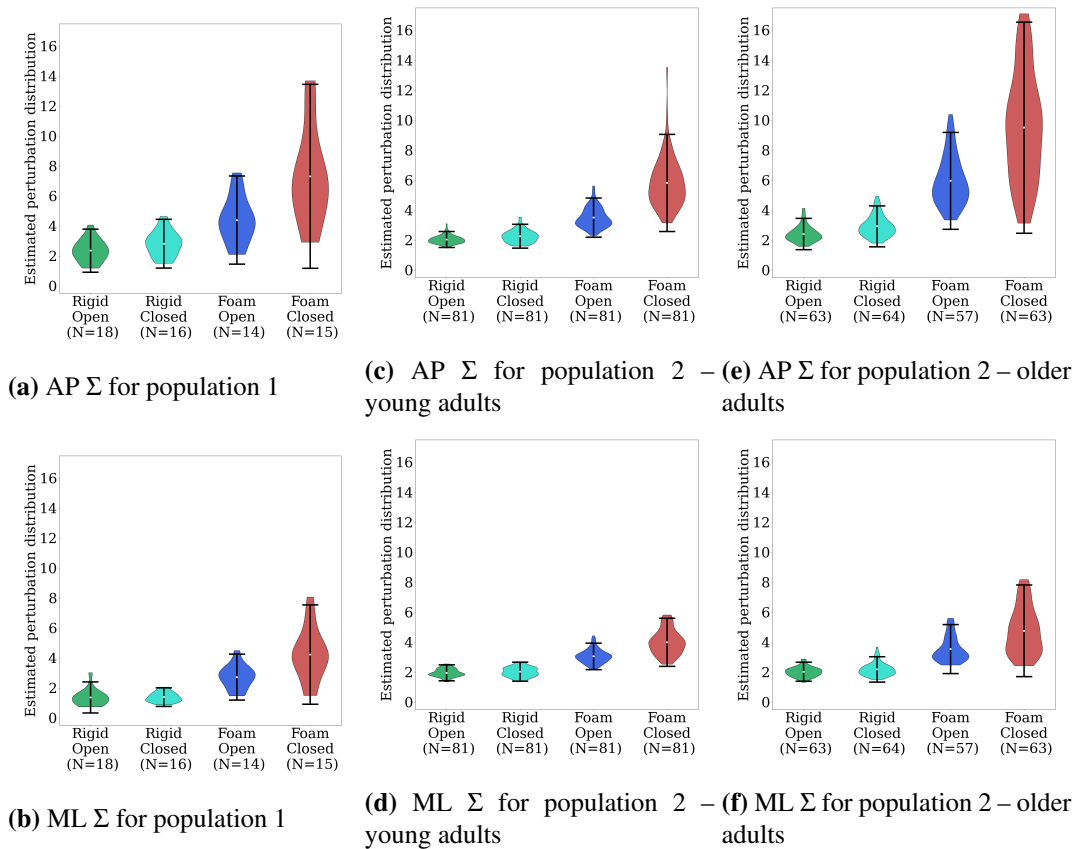 Estimated perturbation distribution
16
14
12
10
8
6
4
2
0
Rigid Rigid Foam Foam
Open Closed Open Closed
(N=18) (N=16) (N=14) (N=15)
(a) AP Σ for population 1
Estimated perturbation distribution
16
14
12
10
8
6
4
2
0
Rigid Rigid Foam Foam
Open Closed Open Closed
(N=81) (N=81) (N=81) (N=81)
(c) AP Σ for population 2 –
young adults
Estimated perturbation distribution
16
14
12
10
8
6
4
2
0
Rigid Rigid Foam Foam
Open Closed Open Closed
(N=63) (N=64) (N=57) (N=63)
(e) AP Σ for population 2 – older
adults
Estimated perturbation distribution
16
14
12
10
8
6
4
2
0
Rigid Rigid Foam Foam
Open Closed Open Closed
(N=18) (N=16) (N=14) (N=15)
(b) ML Σ for population 1
Estimated perturbation distribution
16
14
12
10
8
6
4
2
0
Rigid Rigid Foam Foam
Open Closed Open Closed
(N=81) (N=81) (N=81) (N=81)
(d) ML Σ for population 2 –
young adults
Estimated perturbation distribution
16
14
12
10
8
6
4
2
0
Rigid Rigid Foam Foam
Open Closed Open Closed
(N=63) (N=64) (N=57) (N=63)
(f) ML Σ for population 2 – older
adults